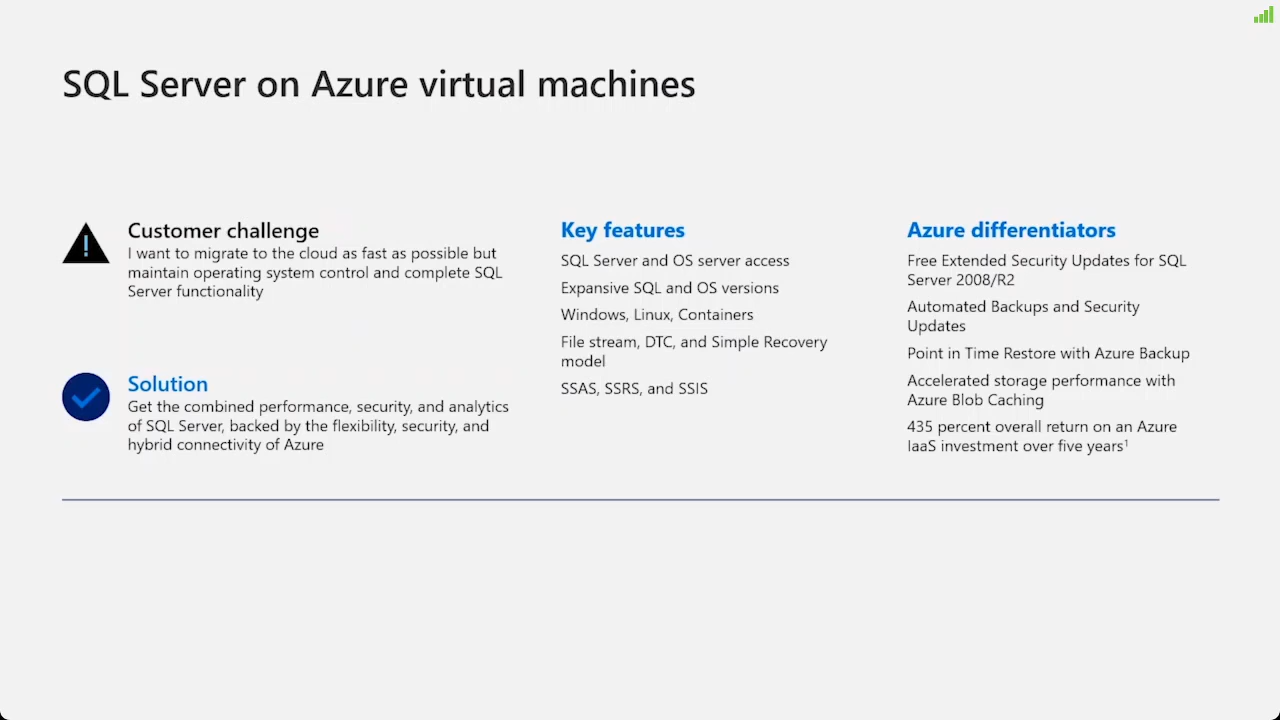 SQL Server on Azure virtual machines
Customer challenge
I want to migrate to the cloud as fast as possible but
maintain operating system control and complete SQL
Server functionality
Solution
Get the combined performance, security, and analytics
of SQL Server, backed by the flexibility, security, and
hybrid connectivity of Azure
Key features
SQL Server and OS server access
Expansive SQL and OS versions
Windows, Linux, Containers
File stream, DTC, and Simple Recovery
model
SSAS, SSRS, and SSIS
Azure differentiators
Free Extended Security Updates for SQL
Server 2008/R2
Automated Backups and Security
Updates
Point in Time Restore with Azure Backup
Accelerated storage performance with
Azure Blob Caching
435 percent overall return on an Azure
IaaS investment over five years¹